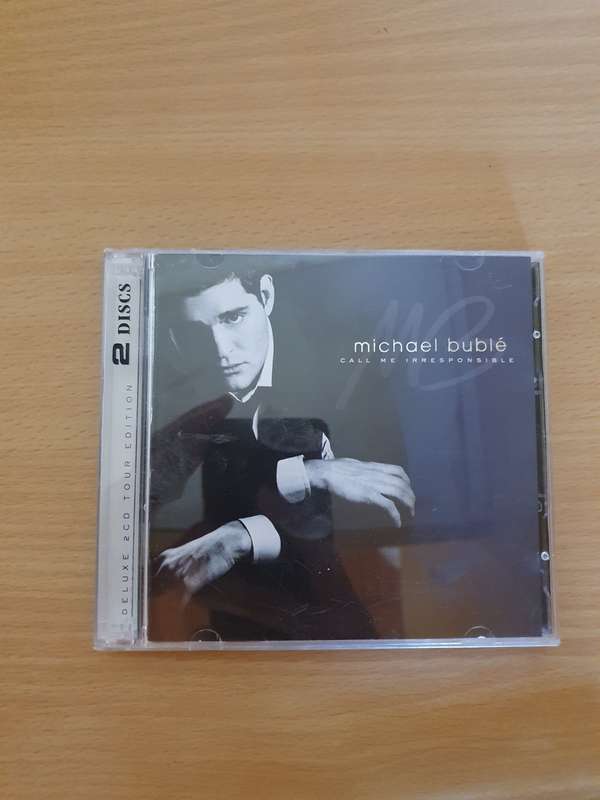 2 DISCS
DELUXE 2CD TOUR EDITION
MB
michael bublé
CALL ME IRRESPONSIBLE